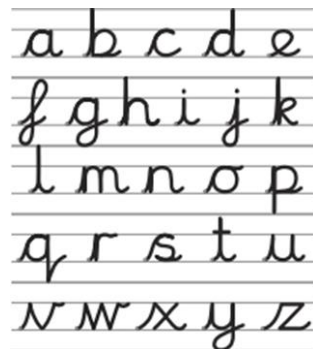 a b c d e
f g h i j k
l m n o p
q r s t u
v w x y z